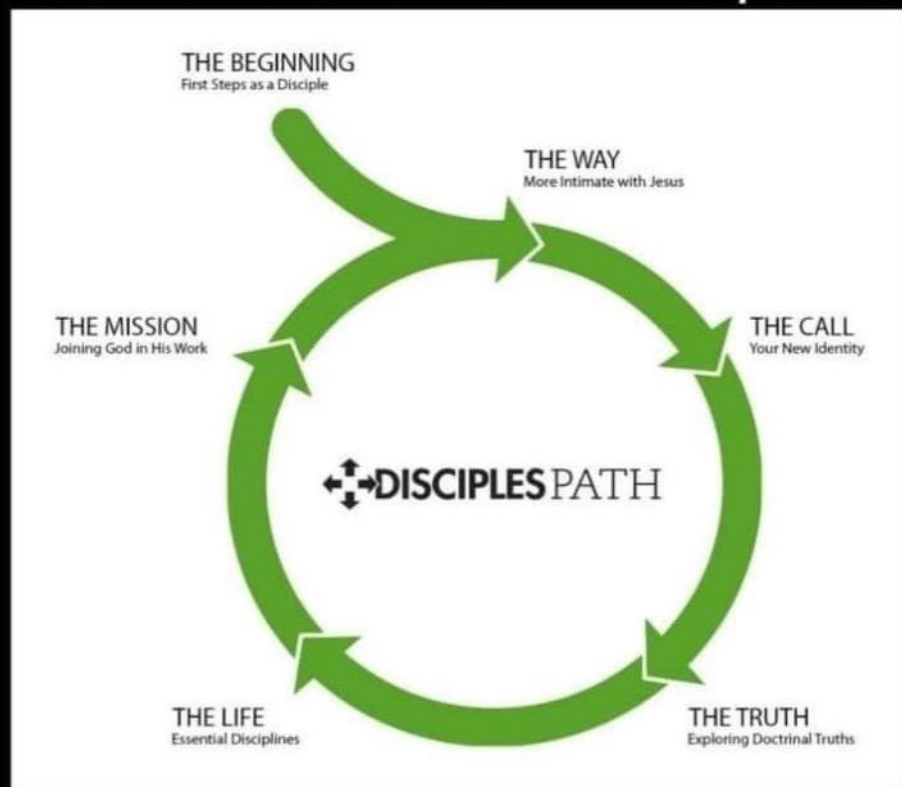 THE BEGINNING
First Steps as a Disciple
THE WAY
More Intimate with Jesus
THE CALL
Your New Identity
THE MISSION
Joining God in His Work
DISCIPLESPATH
THE LIFE
Essential Disciplines
THE TRUTH
Exploring Doctrinal Truths